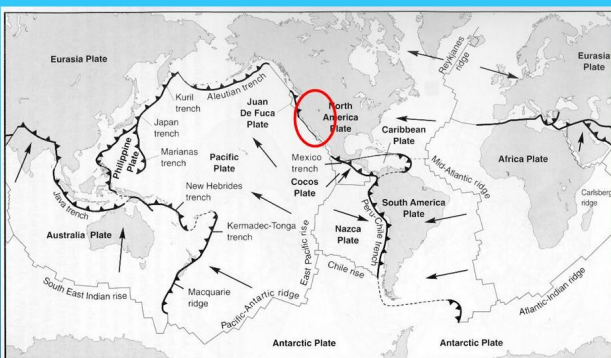 Eurasia Plate
Aleutian trench
Kuril
trench
Japan
trench
Philippine
Plate
Marianas
trench
Juan
De Fuca
Plate
North
America
Plate
Reykjanes
ridge
Eurasia
Plate
Pacific
Plate
Mexico
trench
Cocos
Plate
Caribbean
Plate
Mid-Atlantic ridge
Africa Plate
Carlsberg
ridge
New Hebrides
trench
Java trench
Australia Plate
Kermadec-Tonga
trench
East Pacific rise
Nazca
Plate
Peru-Chile trench
South America
Plate
South East Indian rise
Macquarie
ridge
Pacific-Antartic ridge
Chile rise
Atlantic-Indian ridge
Antarctic Plate
Antarctic Plate